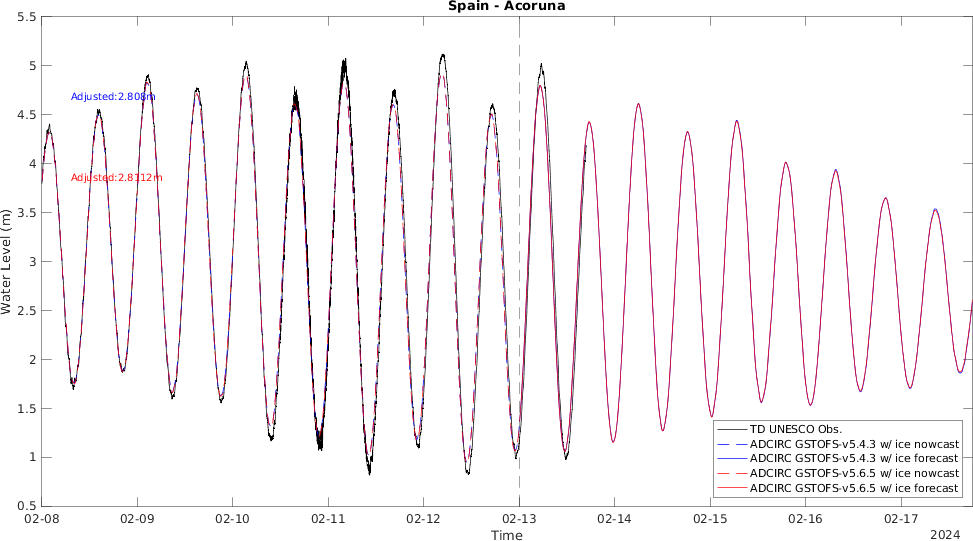 Spain - Acoruna
5.5
5
4.5
4
3.5
3
2.5
2
1.5
1
0.5
Water Level (m)
Adjusted:2.808m
Adjusted:2.8112m
TD UNESCO Obs.
ADCIRC GSTOFS-v5.4.3 w/ ice nowcast
ADCIRC GSTOFS-v5.4.3 w/ ice forecast
ADCIRC GSTOFS-v5.6.5 w/ ice nowcast
ADCIRC GSTOFS-v5.6.5 w/ ice forecast
02-08 02-09 02-10 02-11 02-12 02-13 02-14 02-15 02-16 02-17
Time
2024